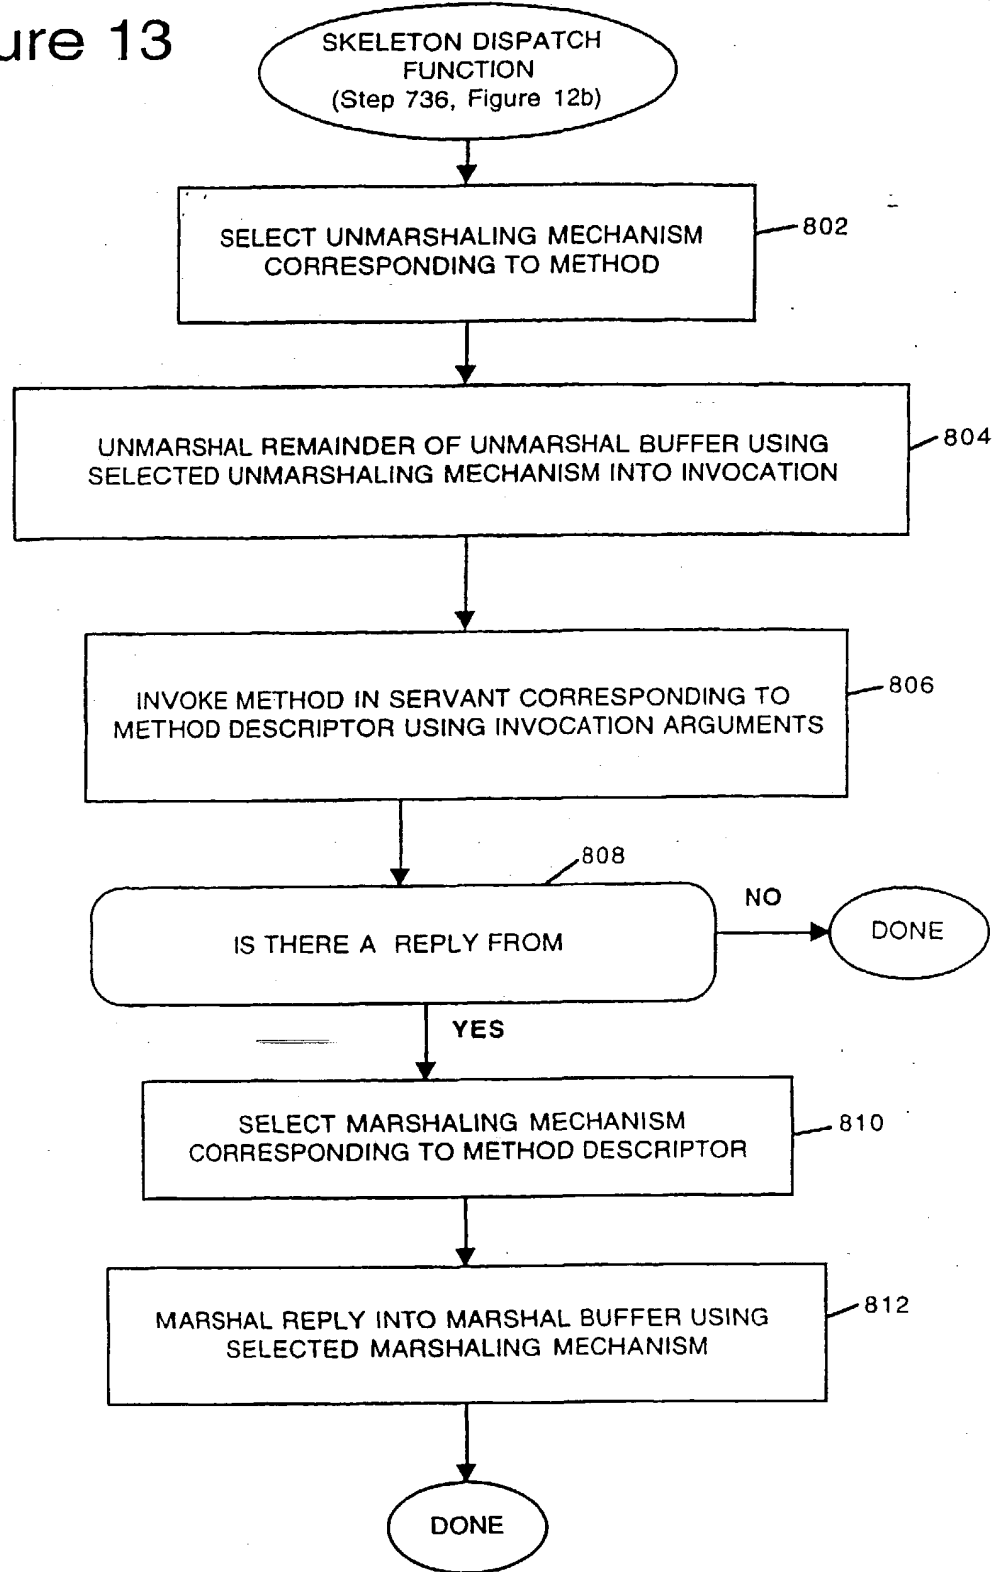 ure 13
SKELETON DISPATCH
FUNCTION
(Step 736, Figure 12b)
SELECT UNMARSHALING MECHANISM
CORRESPONDING TO METHOD
802
UNMARSHAL REMAINDER OF UNMARSHAL BUFFER USING
SELECTED UNMARSHALING MECHANISM INTO INVOCATION
804
INVOKE METHOD IN SERVANT CORRESPONDING TO
METHOD DESCRIPTOR USING INVOCATION ARGUMENTS
806
808
IS THERE A REPLY FROM
NO
DONE
YES
SELECT MARSHALING MECHANISM
CORRESPONDING TO METHOD DESCRIPTOR
810
MARSHAL REPLY INTO MARSHAL BUFFER USING
SELECTED MARSHALING MECHANISM
812
DONE